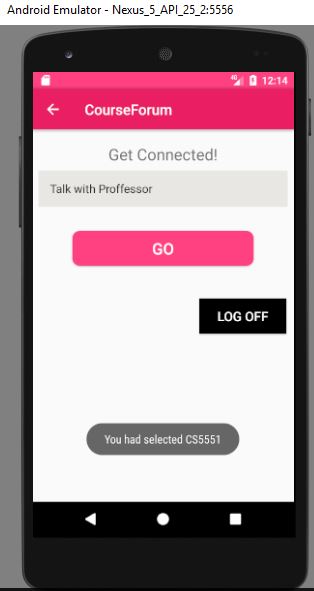 Android Emulator - Nexus_5_API_25_2:5556
4G 12:14
CourseForum
Get Connected!
Talk with Proffessor
GO
LOG OFF
You had selected CS5551